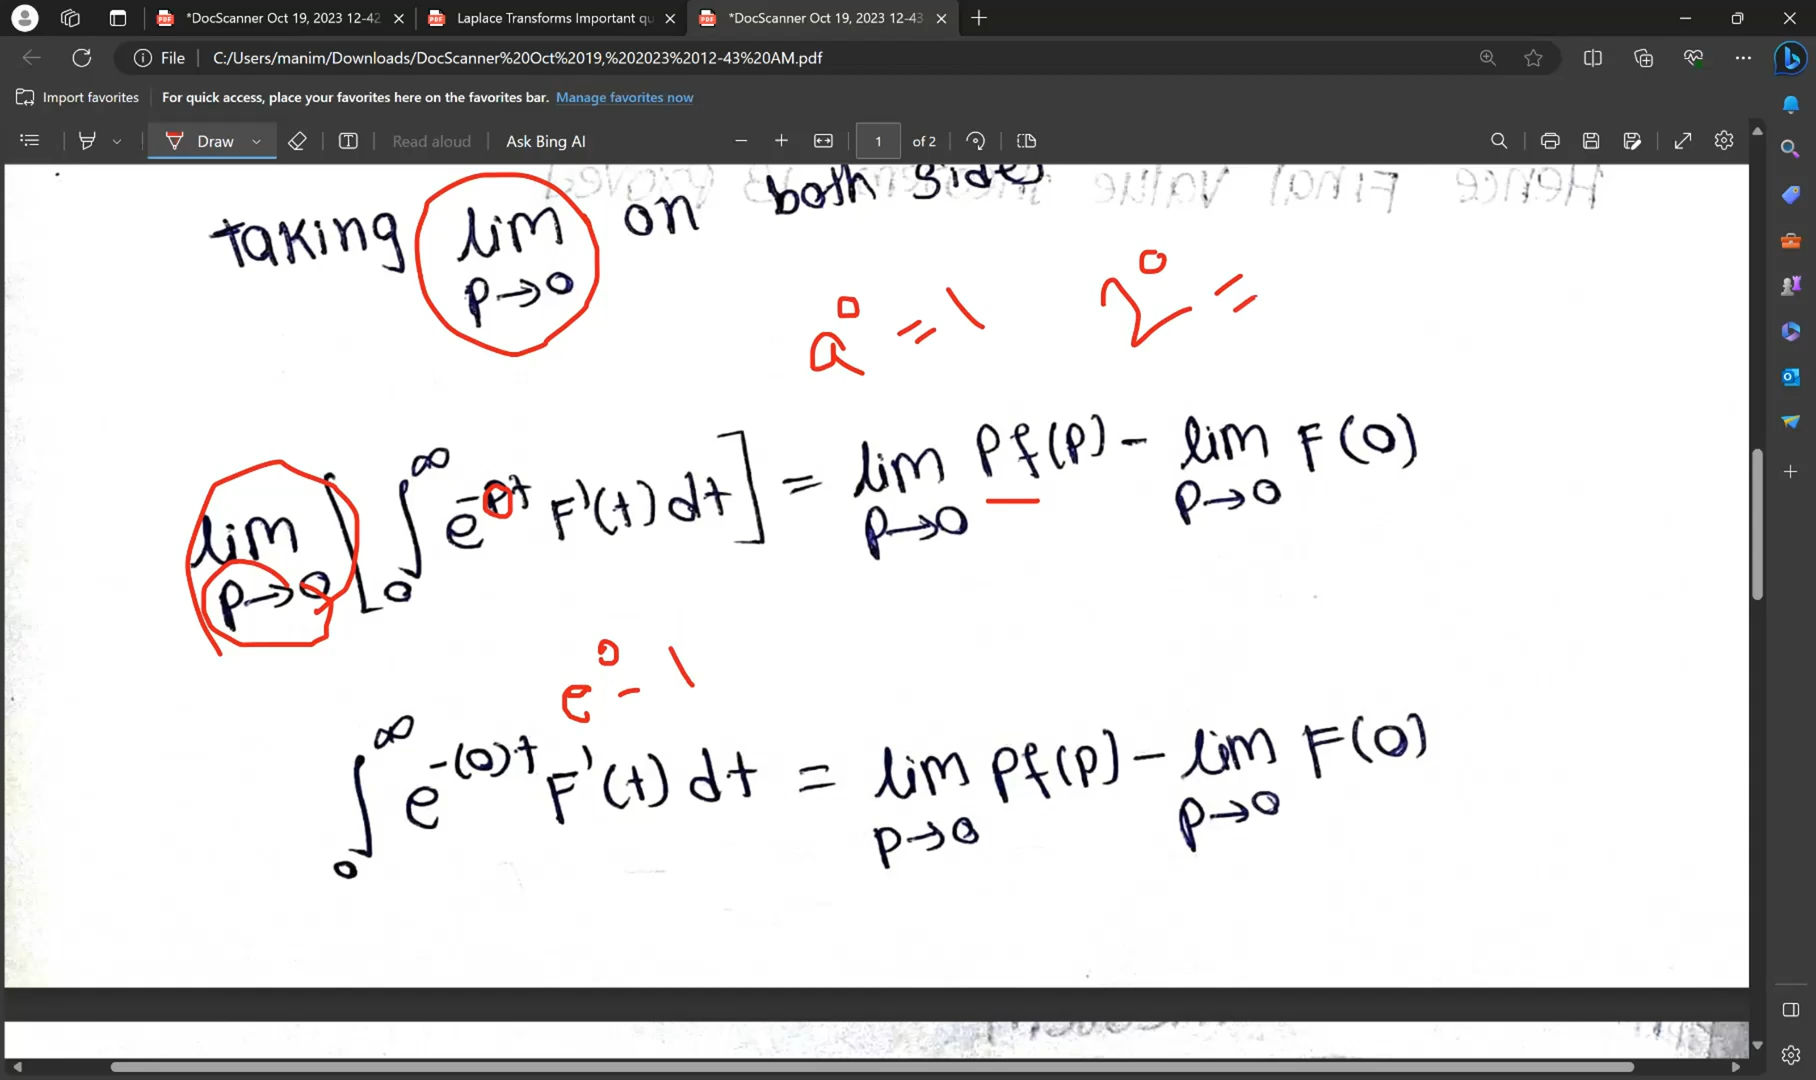 *DocScanner Oct 19, 2023 12-42
Laplace Transforms Important qu
*DocScanner Oct 19, 2023 12-43
File C:/Users/manim/Downloads/DocScanner%20Oct%2019,%202023%2012-43%20AM.pdf
Import favorites For quick access, place your favorites here on the favorites bar. Manage favorites now
Draw Read aloud Ask Bing AI 1 of 2
taking lim p→0 on both sides
a⁰ = 1 2⁰ =
lim p→0 [∫₀^∞ e^(-pt) F'(t) dt] = lim p→0 Pf(p) - lim p→0 F(0)
e⁰ - 1
∫₀^∞ e^(-(0)t) F'(t) dt = lim p→0 Pf(p) - lim p→0 F(0)